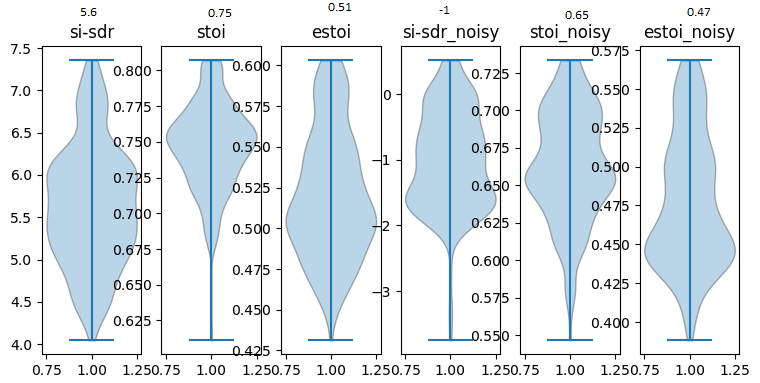 5.6 0.75 0.51 -1 0.65 0.47
si-sdr stoi estoi si-sdr_noisy stoi_noisy estoi_noisy
7.5 7.0 6.5 6.0 5.5 5.0 4.5 4.0
0.75 1.00 1.25
0.800 0.775 0.750 0.725 0.700 0.675 0.650 0.625
0.75 1.00 1.25
0.600 0.575 0.550 0.525 0.500 0.475 0.450 0.425
0.75 1.00 1.25
0 −1 −2 −3
0.75 1.00 1.25
0.725 0.700 0.675 0.650 0.625 0.600 0.575 0.550
0.75 1.00 1.25
0.575 0.550 0.525 0.500 0.475 0.450 0.425 0.400
0.75 1.00 1.25